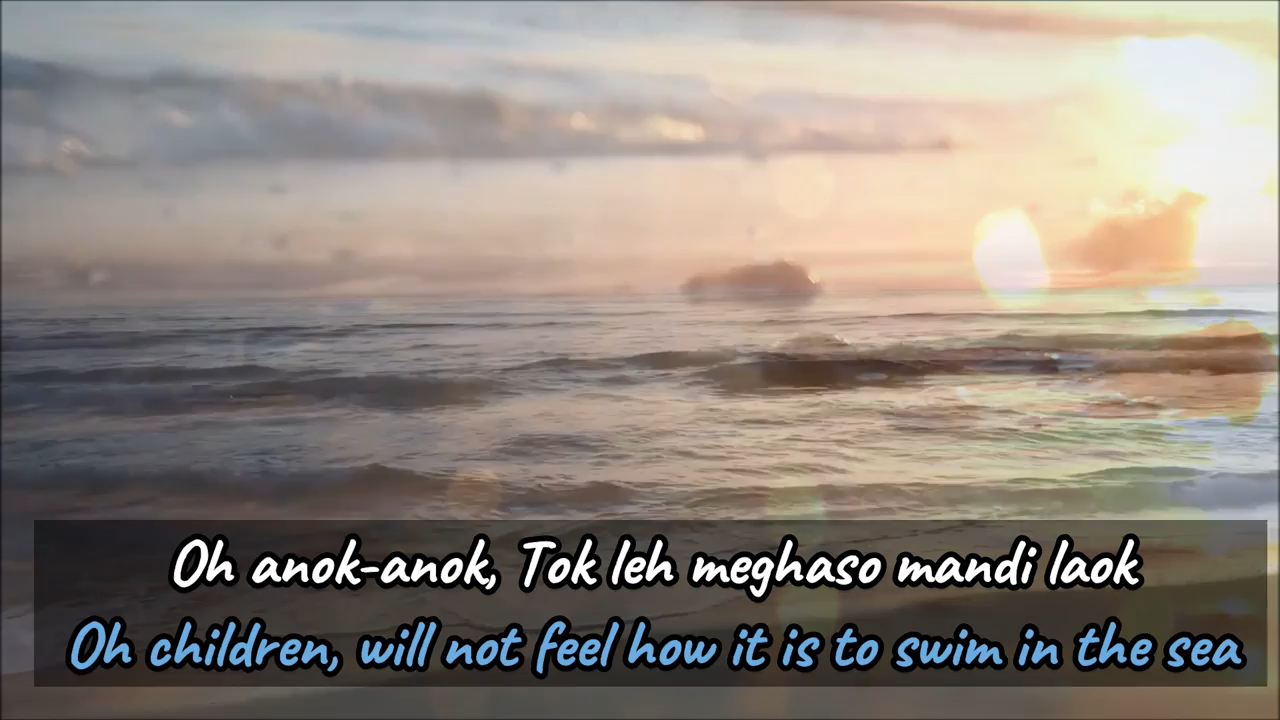 Oh anok-anok, Tok leh meghaso mandi laok
Oh children, will not feel how it is to swim in the sea